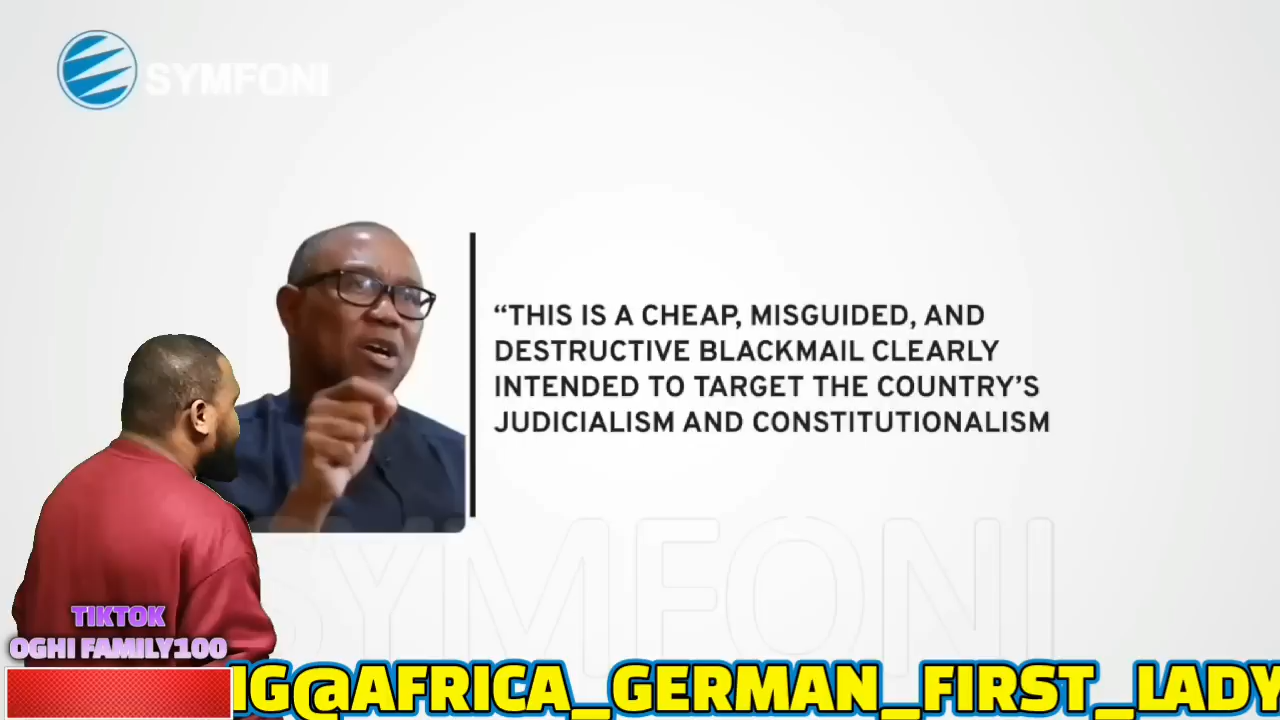 SYMFONI
“THIS IS A CHEAP, MISGUIDED, AND
DESTRUCTIVE BLACKMAIL CLEARLY
INTENDED TO TARGET THE COUNTRY’S
JUDICIALISM AND CONSTITUTIONALISM
SYMFONI
TIKTOK
OGHI FAMILY100
IG@AFRICA_GERMAN_FIRST_LADY